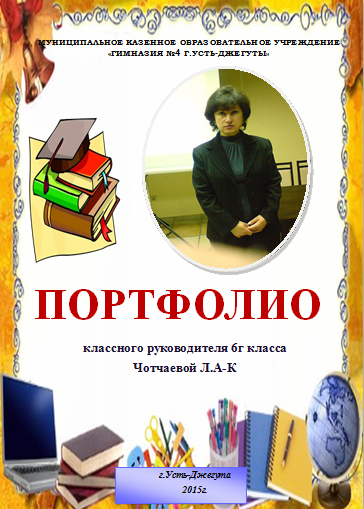 МУНИЦИПАЛЬНОЕ КАЗЕННОЕ ОБРАЗОВАТЕЛЬНОЕ УЧРЕЖДЕНИЕ
«ГИМНАЗИЯ №4 Г.УСТЬ-ДЖЕГУТЫ»
ПОРТФОЛИО
классного руководителя 6г класса
Чотчаевой Л.А-К
г.Усть-Джегута
2015г.